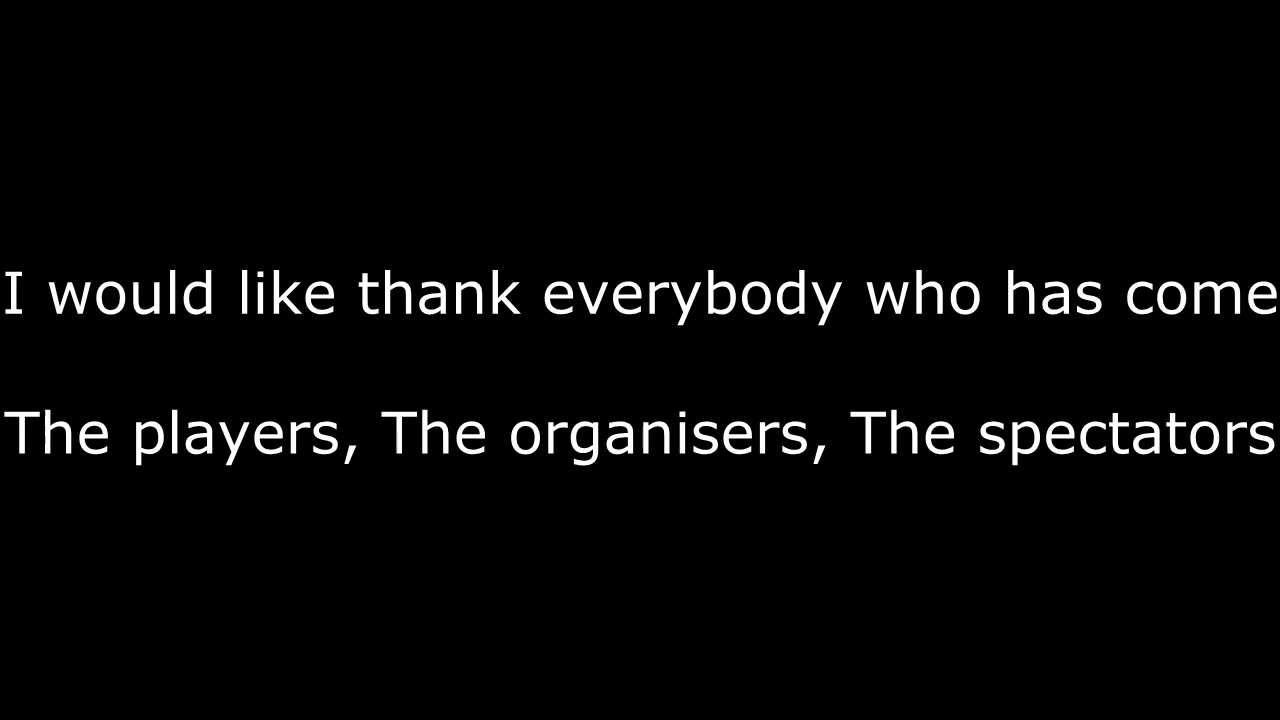 I would like thank everybody who has come
The players, The organisers, The spectators